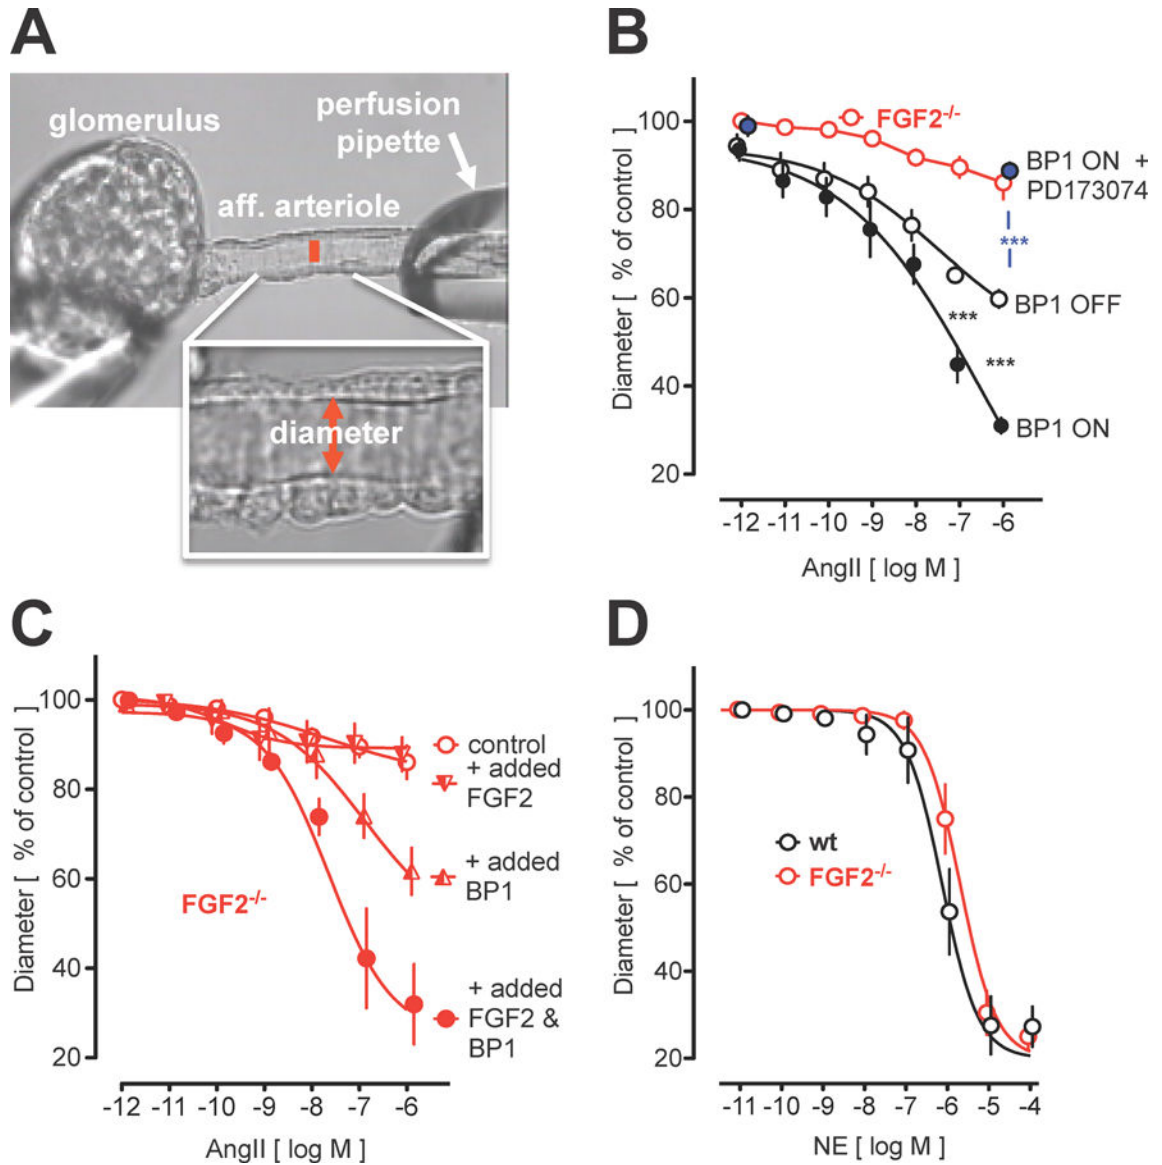 A
glomerulus
perfusion
pipette
aff. arteriole
diameter
B
Diameter [ % of control ]
100
80
60
40
20
FGF2-/-
BP1 ON +
PD173074
***
BP1 OFF
***
***
BP1 ON
-12 -11 -10 -9 -8 -7 -6
AngII [ log M ]
C
Diameter [ % of control ]
100
80
60
40
20
control
+ added
FGF2
+ added
BP1
FGF2-/-
+ added
FGF2 &
BP1
-12 -11 -10 -9 -8 -7 -6
AngII [ log M ]
D
Diameter [ % of control ]
100
80
60
40
20
wt
FGF2-/-
-11 -10 -9 -8 -7 -6 -5 -4
NE [ log M ]